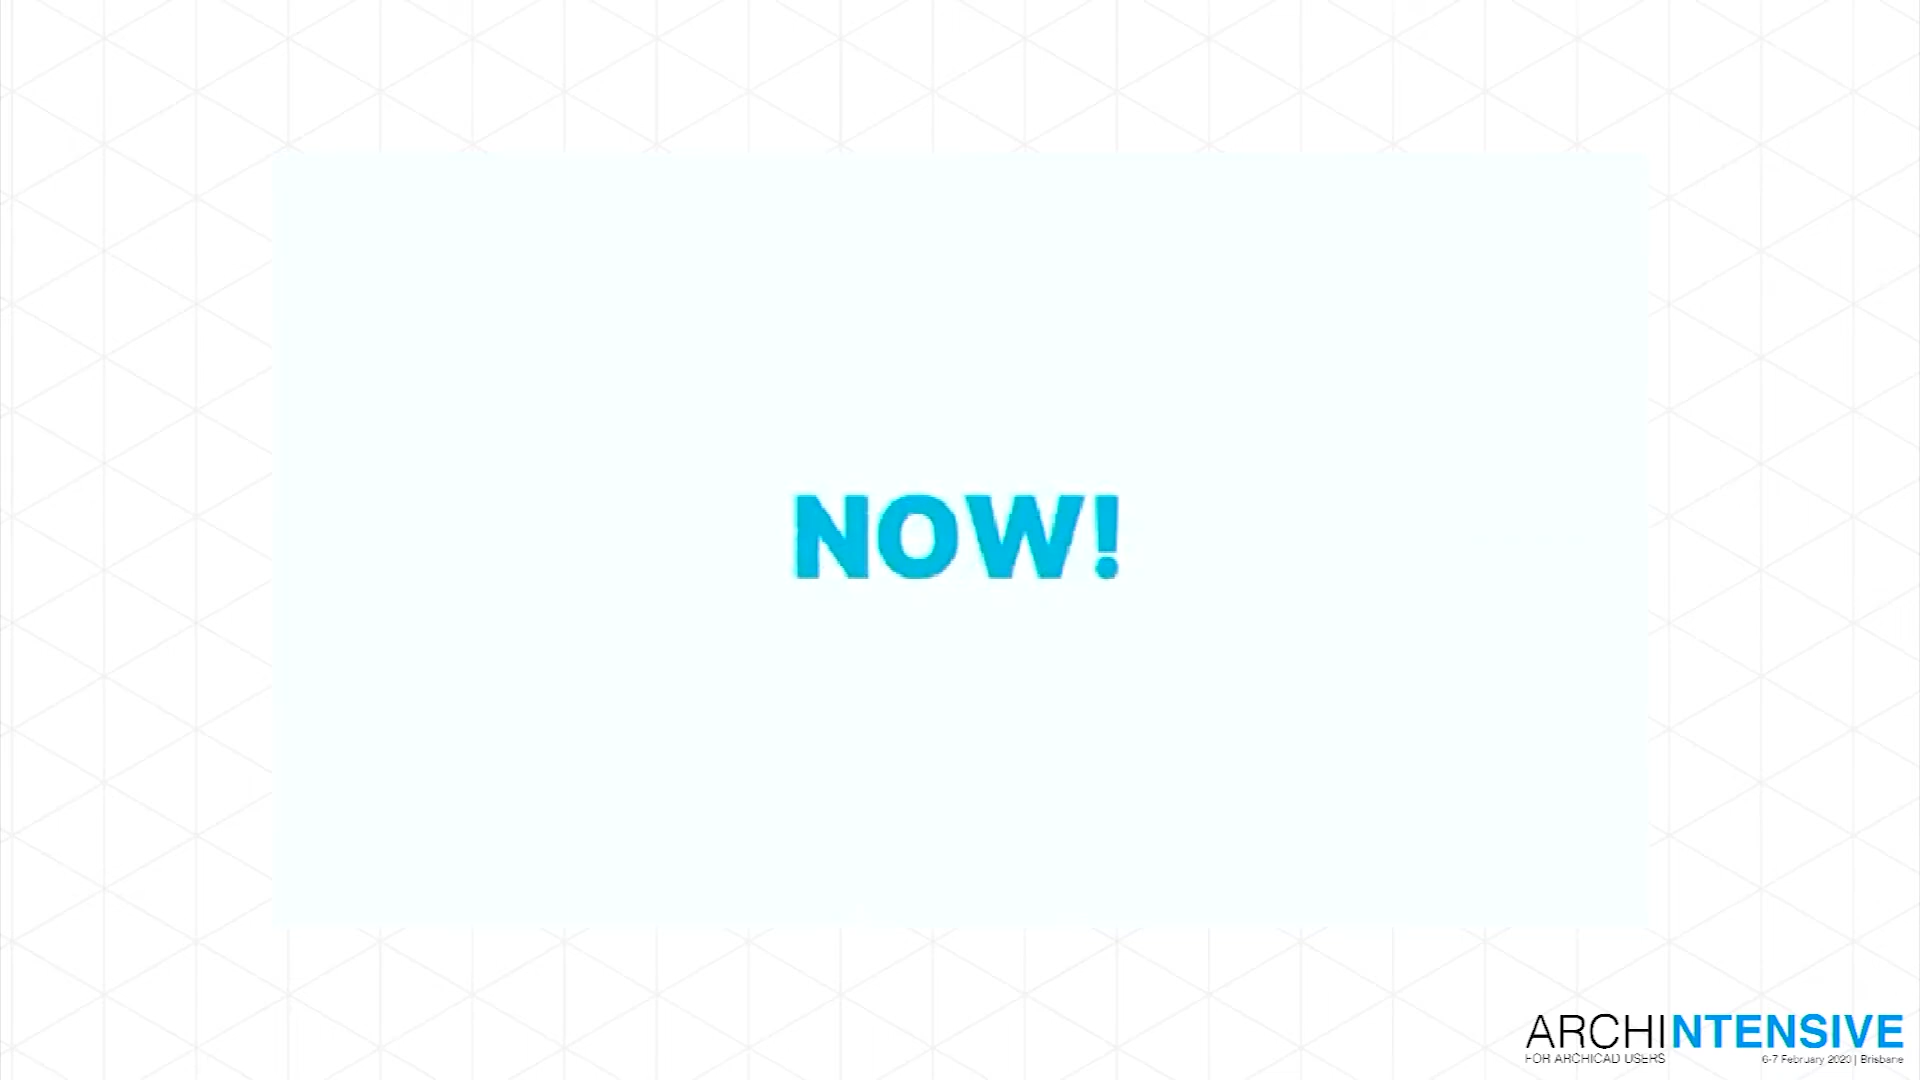 NOW!
ARCHINTENSIVE
FOR ARCHICAD USERS
6-7 February 2020 | Brisbane